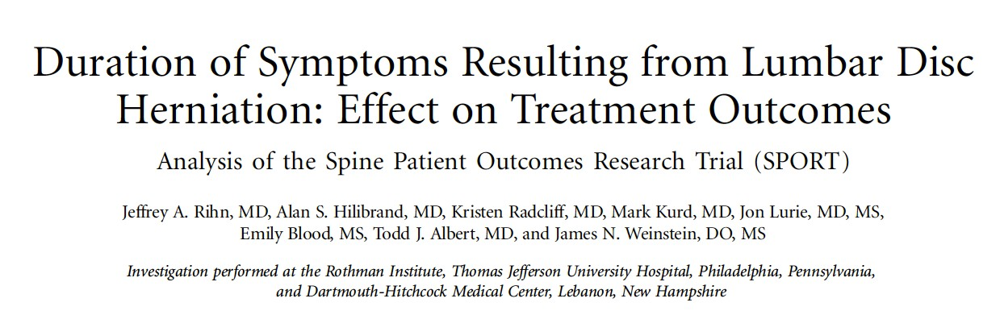 Duration of Symptoms Resulting from Lumbar Disc
Herniation: Effect on Treatment Outcomes
Analysis of the Spine Patient Outcomes Research Trial (SPORT)
Jeffrey A. Rihn, MD, Alan S. Hilibrand, MD, Kristen Radcliff, MD, Mark Kurd, MD, Jon Lurie, MD, MS,
Emily Blood, MS, Todd J. Albert, MD, and James N. Weinstein, DO, MS
Investigation performed at the Rothman Institute, Thomas Jefferson University Hospital, Philadelphia, Pennsylvania,
and Dartmouth-Hitchcock Medical Center, Lebanon, New Hampshire